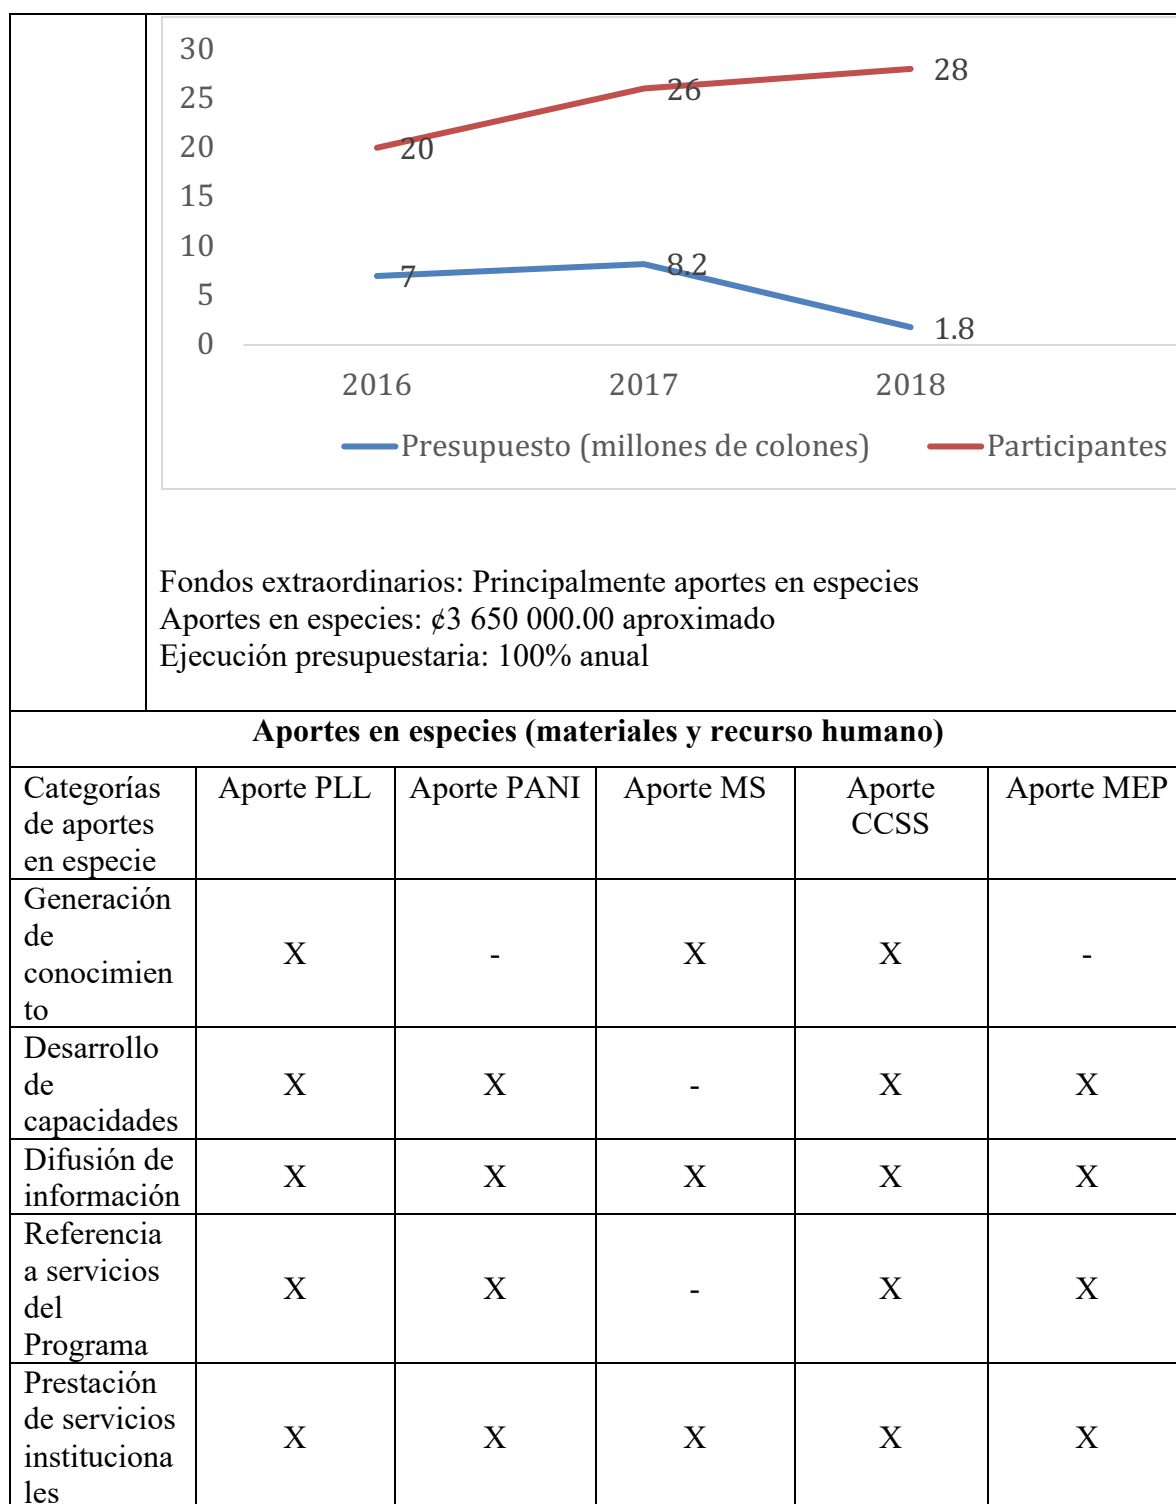 30
25
20
15
10
5
0
20
26
28
7
8.2
1.8
2016 2017 2018
Presupuesto (millones de colones) Participantes
Fondos extraordinarios: Principalmente aportes en especies
Aportes en especies: ¢3 650 000.00 aproximado
Ejecución presupuestaria: 100% anual
Aportes en especies (materiales y recurso humano)
Categorías
de aportes
en especie
Aporte PLL
Aporte PANI
Aporte MS
Aporte
CCSS
Aporte MEP
Generación
de
conocimien
to
X - X X -
Desarrollo
de
capacidades
X X - X X
Difusión de
información
X X X X X
Referencia
a servicios
del
Programa
X X - X X
Prestación
de servicios
instituciona
les
X X X X X